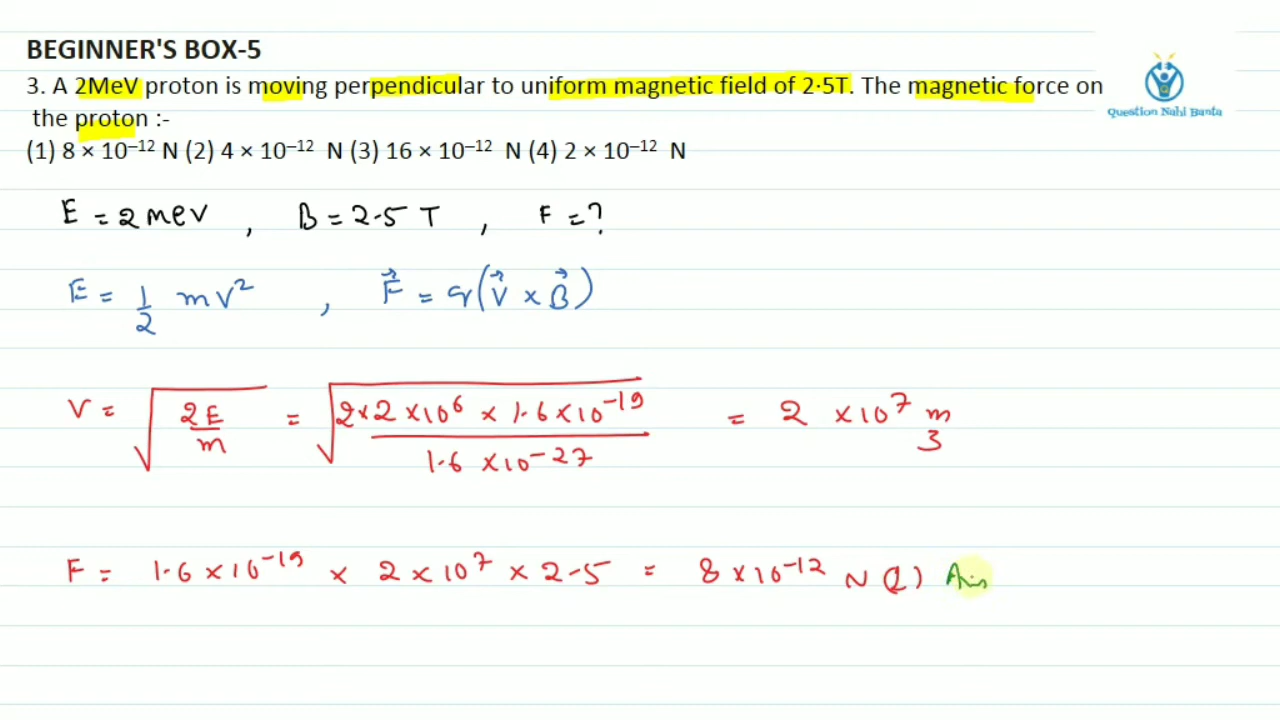 BEGINNER'S BOX-5
3. A 2MeV proton is moving perpendicular to uniform magnetic field of 2·5T. The magnetic force on
the proton :-
(1) 8 × 10⁻¹² N (2) 4 × 10⁻¹² N (3) 16 × 10⁻¹² N (4) 2 × 10⁻¹² N
Question Nahi Banta
E = 2 meV , B = 2.5 T , F = ?
E = 1/2 mv² , F⃗ = q(V⃗ × B⃗)
V = √(2E/m) = √(2×2×10⁶ × 1.6×10⁻¹⁹ / 1.6×10⁻²⁷) = 2 × 10⁷ m/s
F = 1.6×10⁻¹⁹ × 2×10⁷ × 2.5 = 8×10⁻¹² N (1) Ans